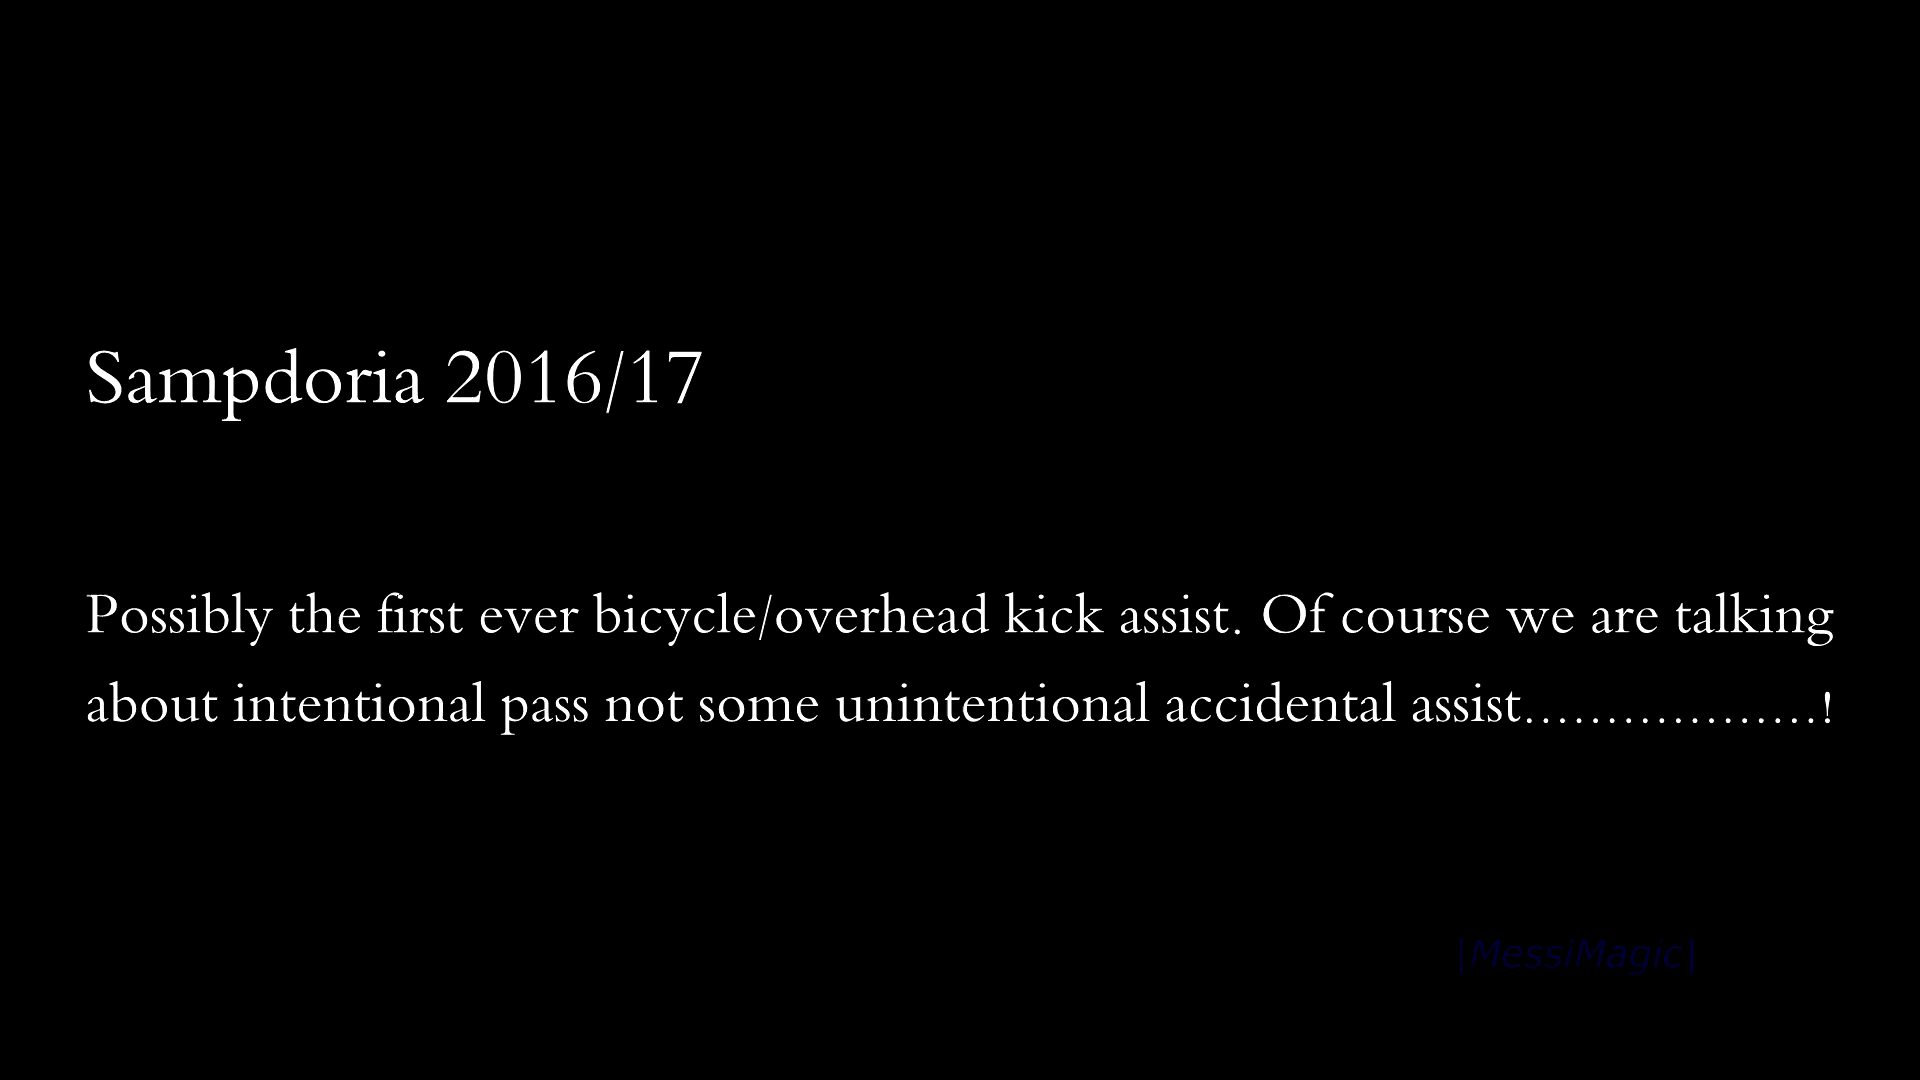 Sampdoria 2016/17
Possibly the first ever bicycle/overhead kick assist. Of course we are talking
about intentional pass not some unintentional accidental assist..................!
|MessiMagic|